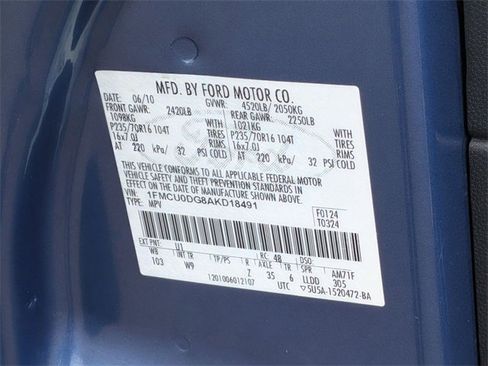 MFD. BY FORD MOTOR CO.
DATE: 06/10 GVWR: 4520LB/ 2050KG
FRONT GAWR: 2420LB REAR GAWR: 2250LB
1098KG 1021KG
P235/70R16 104T TIRES P235/70R16 104T TIRES
16x7.0J RIMS 16x7.0J RIMS
AT 220 kPa/ 32 PSI COLD AT 220 kPa/ 32 PSI COLD
THIS VEHICLE CONFORMS TO ALL APPLICABLE FEDERAL MOTOR
VEHICLE SAFETY AND THEFT PREVENTION STANDARDS IN EFFECT
ON THE DATE OF MANUFACTURE SHOWN ABOVE.
VIN: 1FMCU0DG8AKD18491
TYPE: MPV
F0124
T0324
EXT PNT: U1 RC: 48 DSO:
WB INT TR TP/PS R AXLE TR SPR AM71F
103 W9 Z 35 6 LLDD 305
1201006012107 UTC 5U5A-1520472-BA